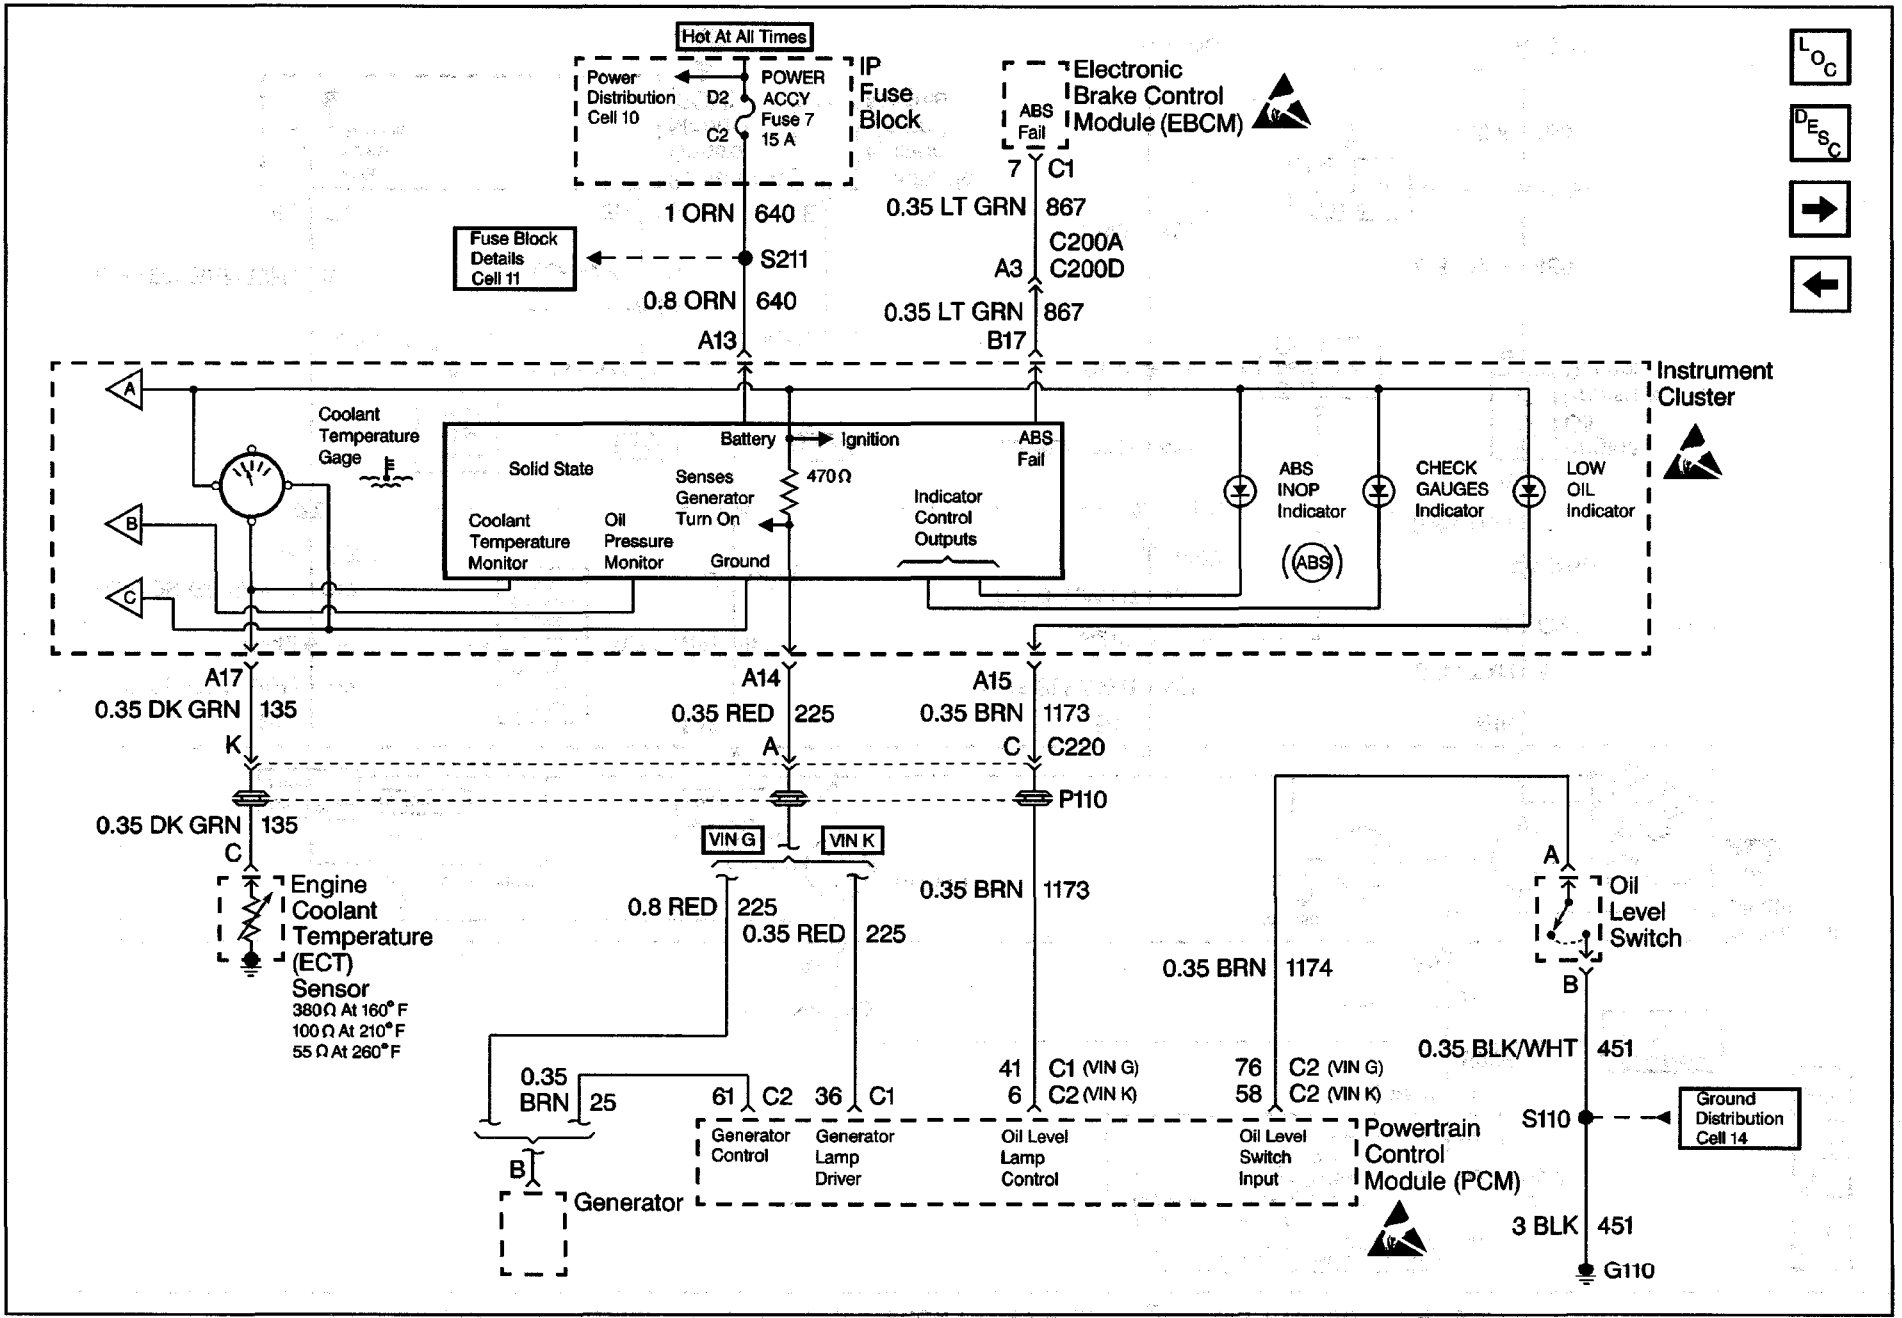 Hot At All Times
Power
Distribution
Cell 10
D2
C2
POWER
ACCY
Fuse 7
15 A
IP
Fuse
Block
ABS
Fail
Electronic
Brake Control
Module (EBCM)
LOC
DESC
7 C1
1 ORN 640
0.35 LT GRN 867
Fuse Block
Details
Cell 11
S211
C200A
A3 C200D
0.8 ORN 640
0.35 LT GRN 867
A13
B17
Instrument
Cluster
A
Coolant
Temperature
Gage
B
C
Battery
Ignition
ABS
Fail
Solid State
Senses
Generator
Turn On
470Ω
Indicator
Control
Outputs
Coolant
Temperature
Monitor
Oil
Pressure
Monitor
Ground
ABS
INOP
Indicator
(ABS)
CHECK
GAUGES
Indicator
LOW
OIL
Indicator
A17
A14
A15
0.35 DK GRN 135
0.35 RED 225
0.35 BRN 1173
K
A
C C220
P110
0.35 DK GRN 135
C
VIN G
VIN K
Engine
Coolant
Temperature
(ECT)
Sensor
380Ω At 160° F
100Ω At 210° F
55 Ω At 260° F
0.8 RED 225
0.35 RED 225
0.35 BRN 1173
0.35 BRN 1174
A
Oil
Level
Switch
B
0.35 BLK/WHT 451
0.35
BRN 25
61 C2
36 C1
41 C1 (VIN G)
6 C2 (VIN K)
76 C2 (VIN G)
58 C2 (VIN K)
Generator
Control
Generator
Lamp
Driver
Oil Level
Lamp
Control
Oil Level
Switch
Input
Powertrain
Control
Module (PCM)
S110
Ground
Distribution
Cell 14
B
Generator
3 BLK 451
G110